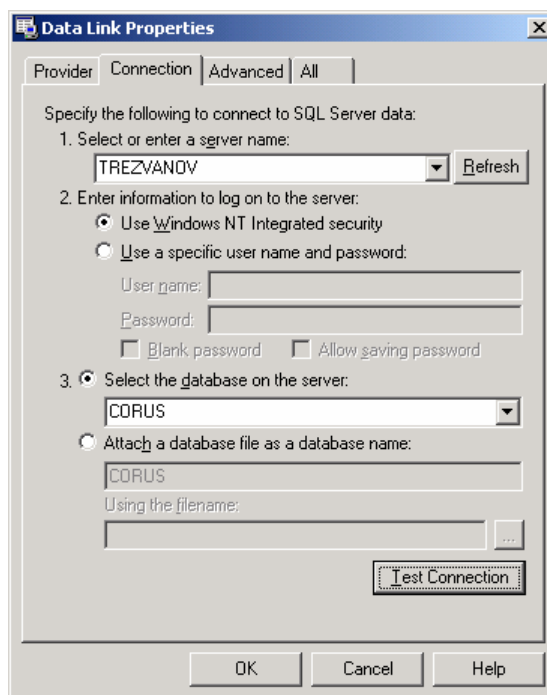 Data Link Properties
Provider Connection Advanced All
Specify the following to connect to SQL Server data:
1. Select or enter a server name:
TREZVANOV Refresh
2. Enter information to log on to the server:
Use Windows NT Integrated security
Use a specific user name and password:
User name:
Password:
Blank password Allow saving password
3. Select the database on the server:
CORUS
Attach a database file as a database name:
CORUS
Using the filename:
...
Test Connection
OK Cancel Help